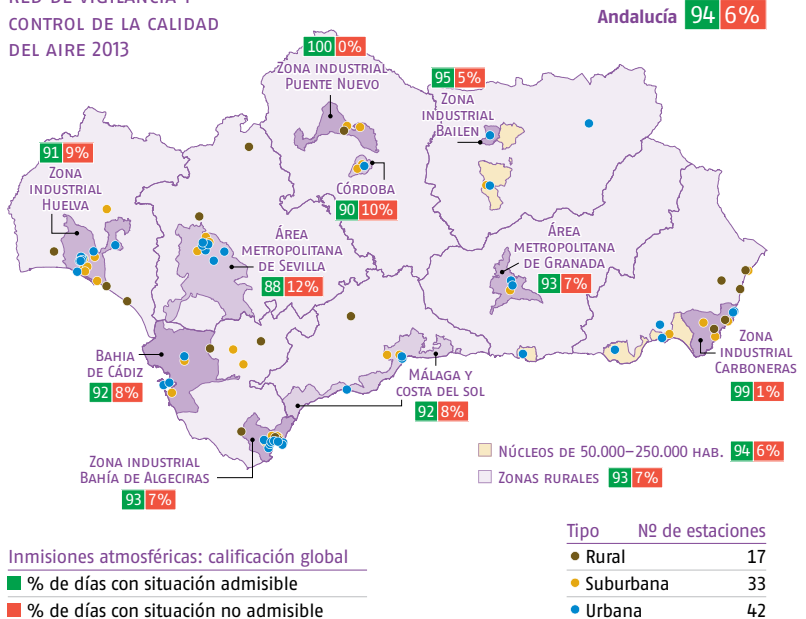 RED DE VIGILANCIA Y
CONTROL DE LA CALIDAD
DEL AIRE 2013
Andalucía 94 6%
100 0%
ZONA INDUSTRIAL
PUENTE NUEVO
95 5%
ZONA
INDUSTRIAL
BAILEN
91 9%
ZONA
INDUSTRIAL
HUELVA
CÓRDOBA
90 10%
ÁREA
METROPOLITANA
DE SEVILLA
88 12%
ÁREA
METROPOLITANA
DE GRANADA
93 7%
BAHIA
DE CÁDIZ
92 8%
MÁLAGA Y
COSTA DEL SOL
92 8%
ZONA
INDUSTRIAL
CARBONERAS
99 1%
ZONA INDUSTRIAL
BAHÍA DE ALGECIRAS
93 7%
NÚCLEOS DE 50.000–250.000 HAB. 94 6%
ZONAS RURALES 93 7%
Inmisiones atmosféricas: calificación global
% de días con situación admisible
% de días con situación no admisible
Tipo Nº de estaciones
Rural 17
Suburbana 33
Urbana 42